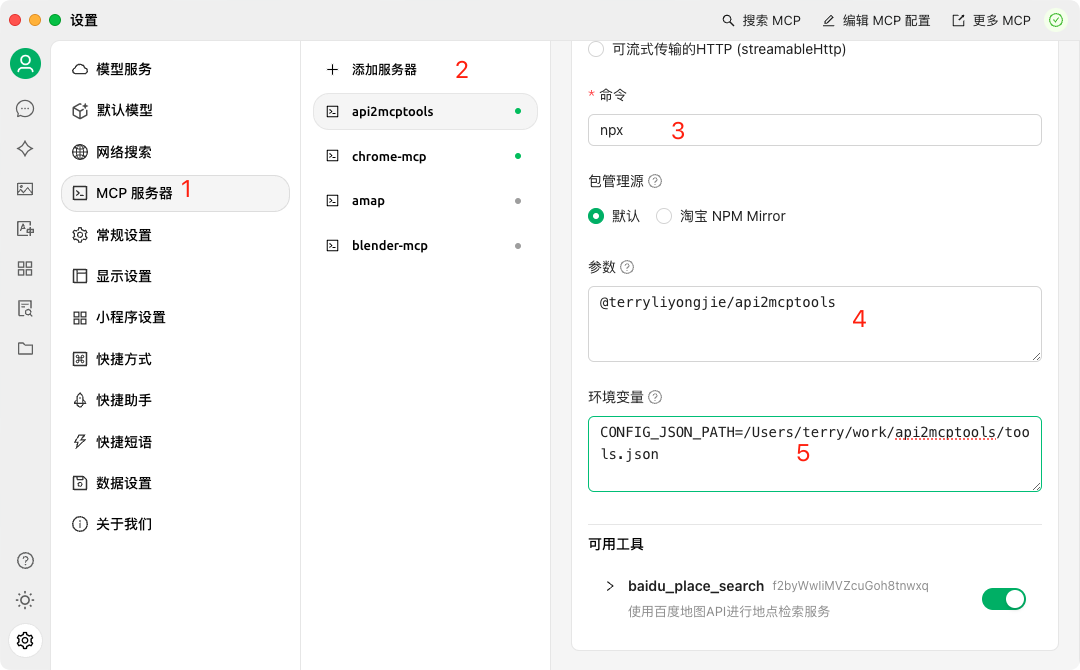 设置
搜索 MCP
编辑 MCP 配置
更多 MCP
模型服务
默认模型
网络搜索
MCP 服务器
1
常规设置
显示设置
小程序设置
快捷方式
快捷助手
快捷短语
数据设置
关于我们
添加服务器
2
api2mcptools
chrome-mcp
amap
blender-mcp
可流式传输的HTTP (streamableHttp)
* 命令
npx
3
包管理源
默认
淘宝 NPM Mirror
参数
@terryliyongjie/api2mcptools
4
环境变量
CONFIG_JSON_PATH=/Users/terry/work/api2mcptools/too
ls.json
5
可用工具
baidu_place_search f2byWwIiMVZcuGoh8tnwxq
使用百度地图API进行地点检索服务